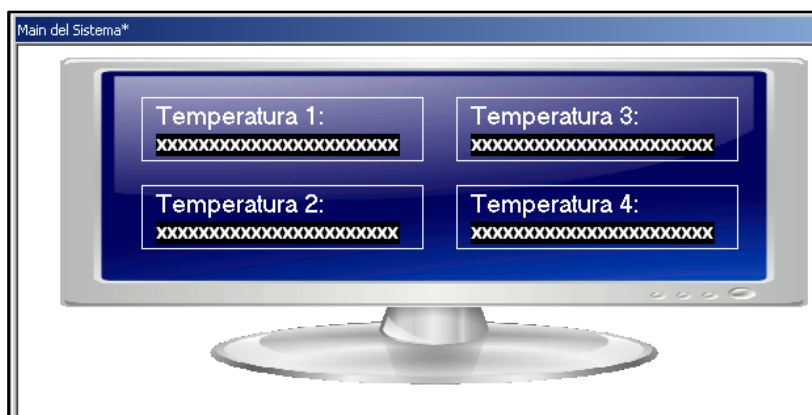 Main del Sistema*
Temperatura 1:
xxxxxxxxxxxxxxxxxxxxxxx
Temperatura 3:
xxxxxxxxxxxxxxxxxxxxxxx
Temperatura 2:
xxxxxxxxxxxxxxxxxxxxxxx
Temperatura 4:
xxxxxxxxxxxxxxxxxxxxxxx